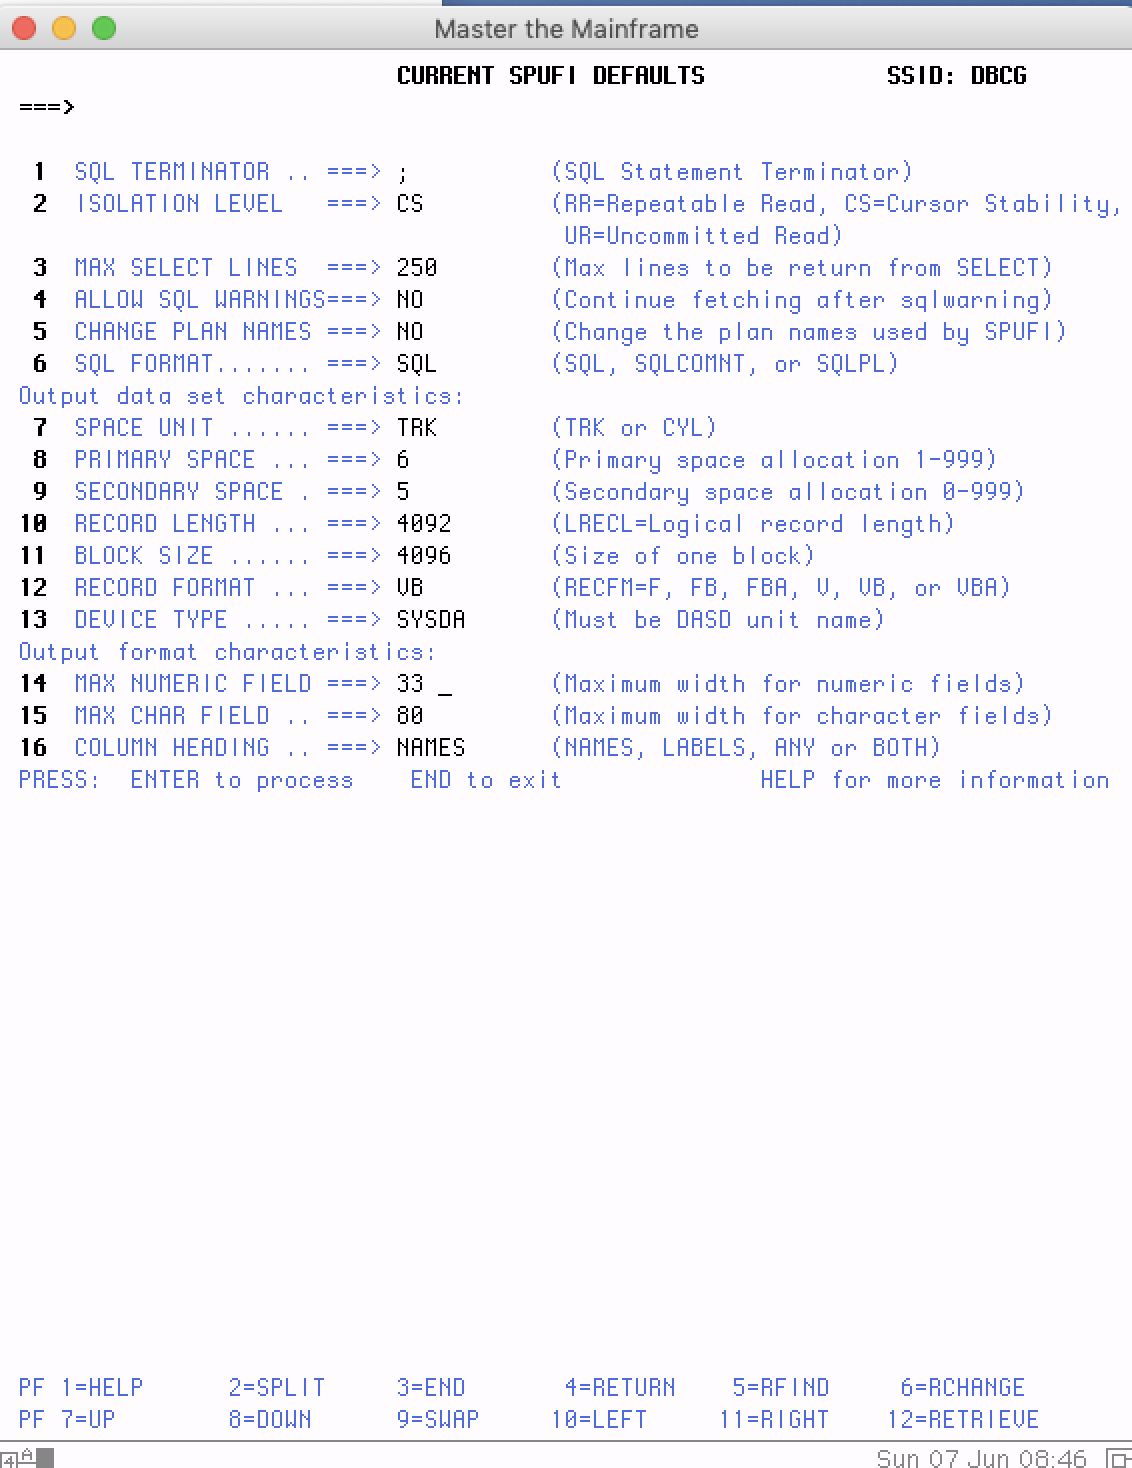 Master the Mainframe
CURRENT SPUFI DEFAULTS SSID: DBCG
===>
1 SQL TERMINATOR .. ===> ; (SQL Statement Terminator)
2 ISOLATION LEVEL ===> CS (RR=Repeatable Read, CS=Cursor Stability,
UR=Uncommitted Read)
3 MAX SELECT LINES ===> 250 (Max lines to be return from SELECT)
4 ALLOW SQL WARNINGS===> NO (Continue fetching after sqlwarning)
5 CHANGE PLAN NAMES ===> NO (Change the plan names used by SPUFI)
6 SQL FORMAT....... ===> SQL (SQL, SQLCOMNT, or SQLPL)
Output data set characteristics:
7 SPACE UNIT ...... ===> TRK (TRK or CYL)
8 PRIMARY SPACE ... ===> 6 (Primary space allocation 1-999)
9 SECONDARY SPACE . ===> 5 (Secondary space allocation 0-999)
10 RECORD LENGTH ... ===> 4092 (LRECL=Logical record length)
11 BLOCK SIZE ...... ===> 4096 (Size of one block)
12 RECORD FORMAT ... ===> VB (RECFM=F, FB, FBA, V, VB, or VBA)
13 DEVICE TYPE ..... ===> SYSDA (Must be DASD unit name)
Output format characteristics:
14 MAX NUMERIC FIELD ===> 33 _ (Maximum width for numeric fields)
15 MAX CHAR FIELD .. ===> 80 (Maximum width for character fields)
16 COLUMN HEADING .. ===> NAMES (NAMES, LABELS, ANY or BOTH)
PRESS: ENTER to process END to exit HELP for more information
PF 1=HELP 2=SPLIT 3=END 4=RETURN 5=RFIND 6=RCHANGE
PF 7=UP 8=DOWN 9=SWAP 10=LEFT 11=RIGHT 12=RETRIEVE
4 A Sun 07 Jun 08:46